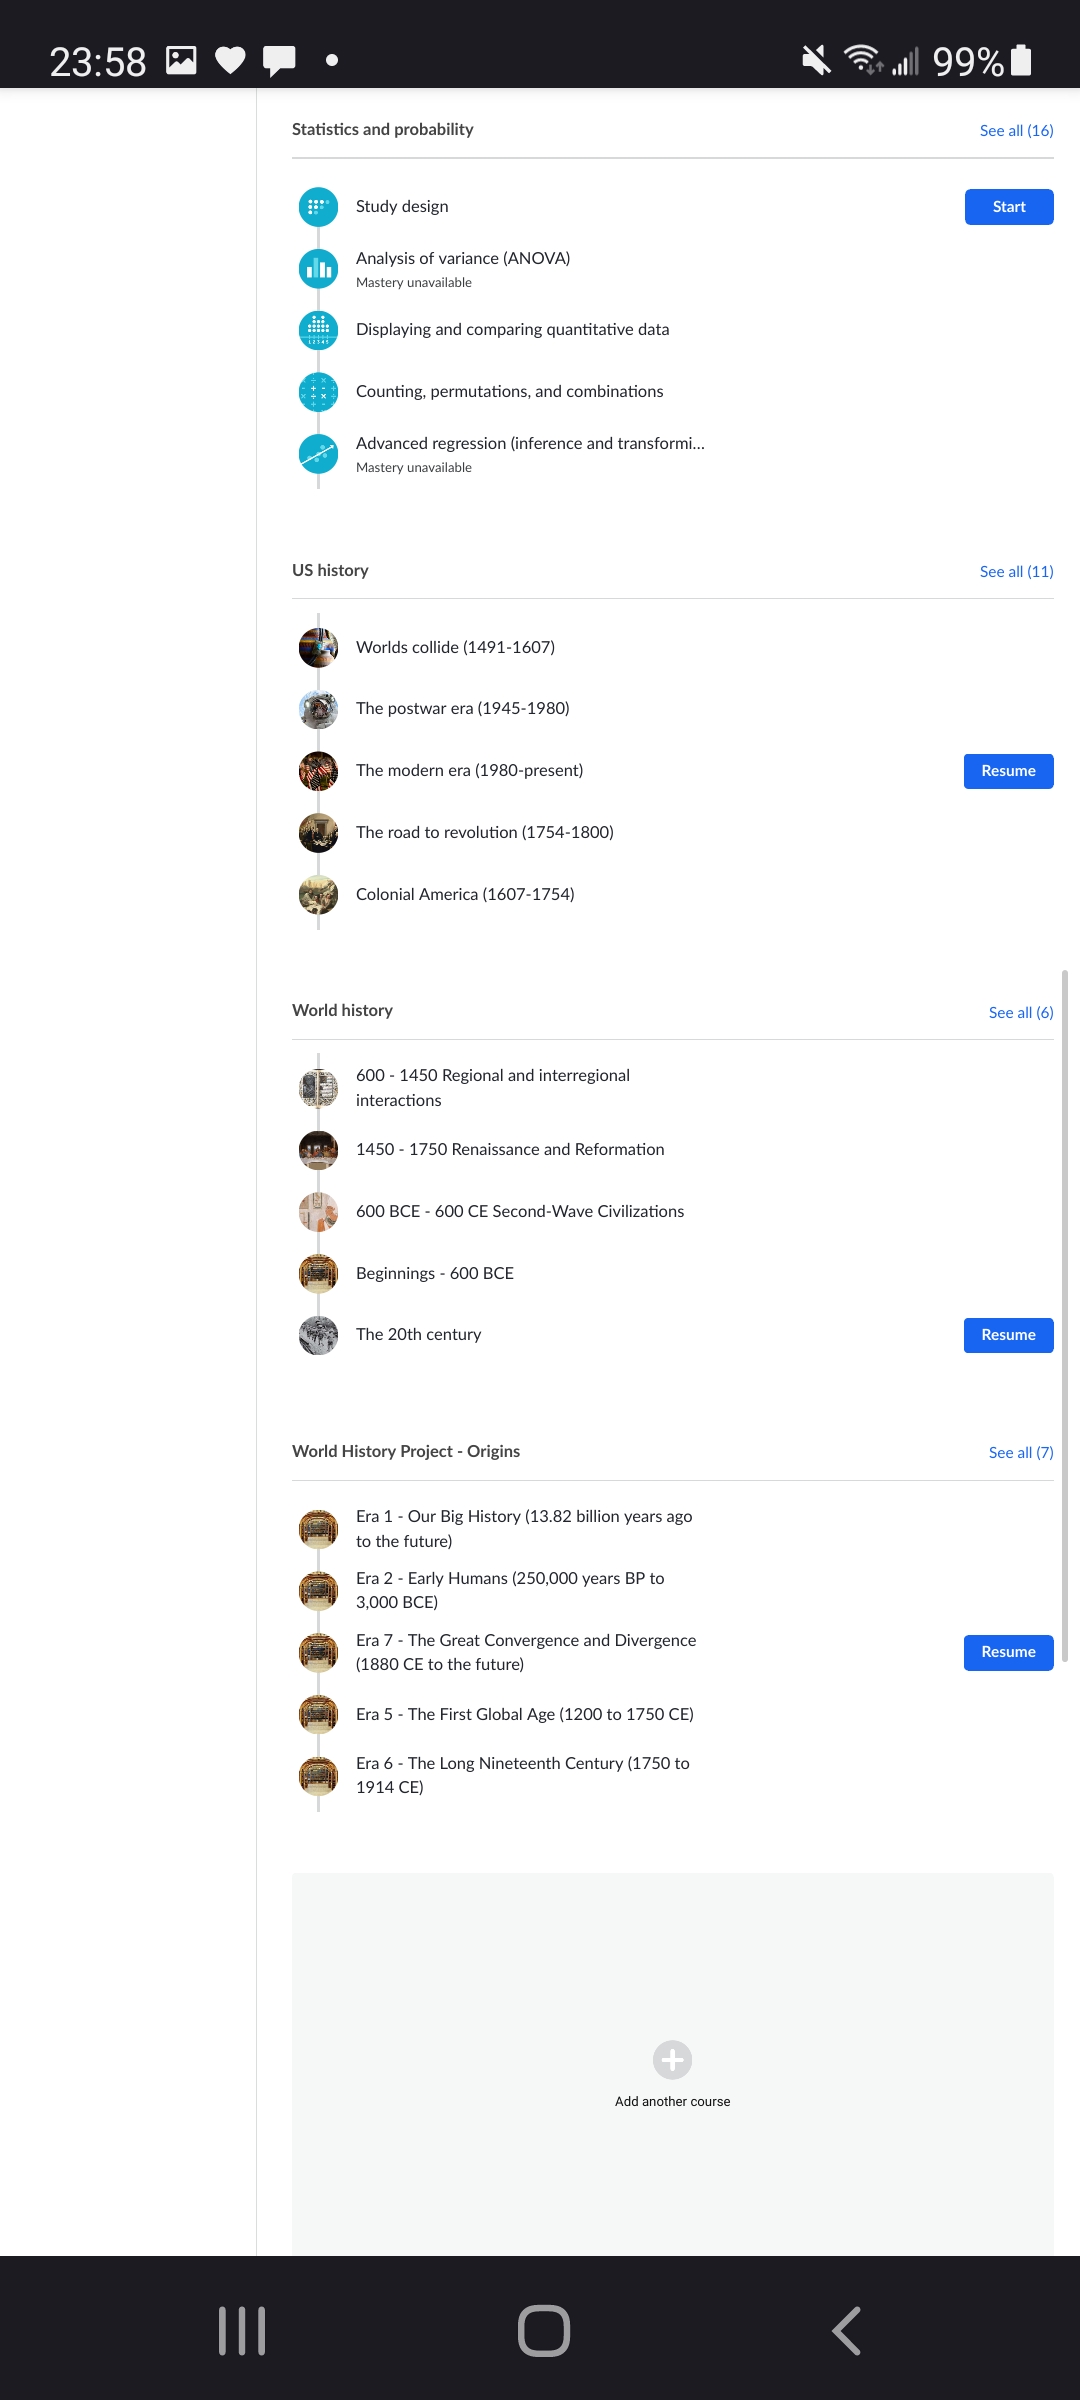 23:58
99%
Statistics and probability
See all (16)
Study design
Start
Analysis of variance (ANOVA)
Mastery unavailable
Displaying and comparing quantitative data
Counting, permutations, and combinations
Advanced regression (inference and transformi...
Mastery unavailable
US history
See all (11)
Worlds collide (1491-1607)
The postwar era (1945-1980)
The modern era (1980-present)
Resume
The road to revolution (1754-1800)
Colonial America (1607-1754)
World history
See all (6)
600 - 1450 Regional and interregional
interactions
1450 - 1750 Renaissance and Reformation
600 BCE - 600 CE Second-Wave Civilizations
Beginnings - 600 BCE
The 20th century
Resume
World History Project - Origins
See all (7)
Era 1 - Our Big History (13.82 billion years ago
to the future)
Era 2 - Early Humans (250,000 years BP to
3,000 BCE)
Era 7 - The Great Convergence and Divergence
(1880 CE to the future)
Resume
Era 5 - The First Global Age (1200 to 1750 CE)
Era 6 - The Long Nineteenth Century (1750 to
1914 CE)
Add another course